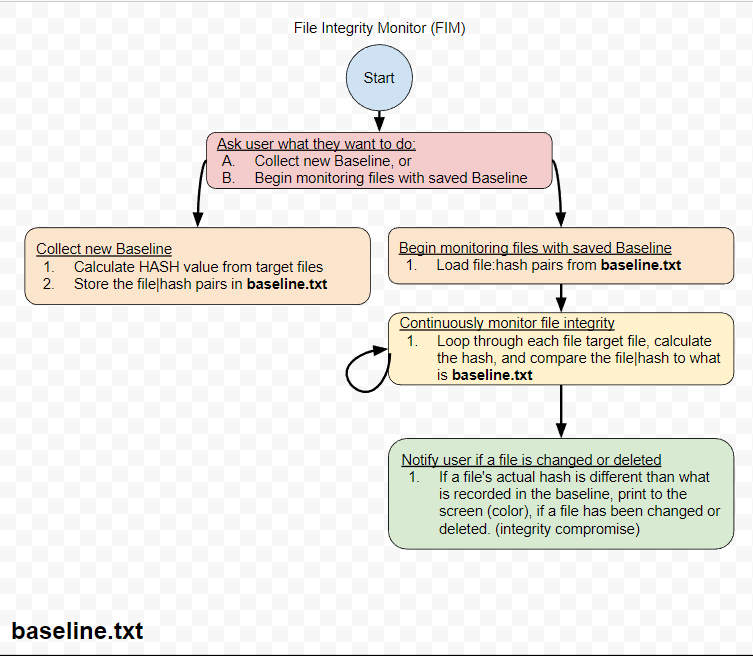 File Integrity Monitor (FIM)
Start
Ask user what they want to do:
A. Collect new Baseline, or
B. Begin monitoring files with saved Baseline
Collect new Baseline
1. Calculate HASH value from target files
2. Store the file|hash pairs in baseline.txt
Begin monitoring files with saved Baseline
1. Load file:hash pairs from baseline.txt
Continuously monitor file integrity
1. Loop through each file target file, calculate
the hash, and compare the file|hash to what
is baseline.txt
Notify user if a file is changed or deleted
1. If a file's actual hash is different than what
is recorded in the baseline, print to the
screen (color), if a file has been changed or
deleted. (integrity compromise)
baseline.txt